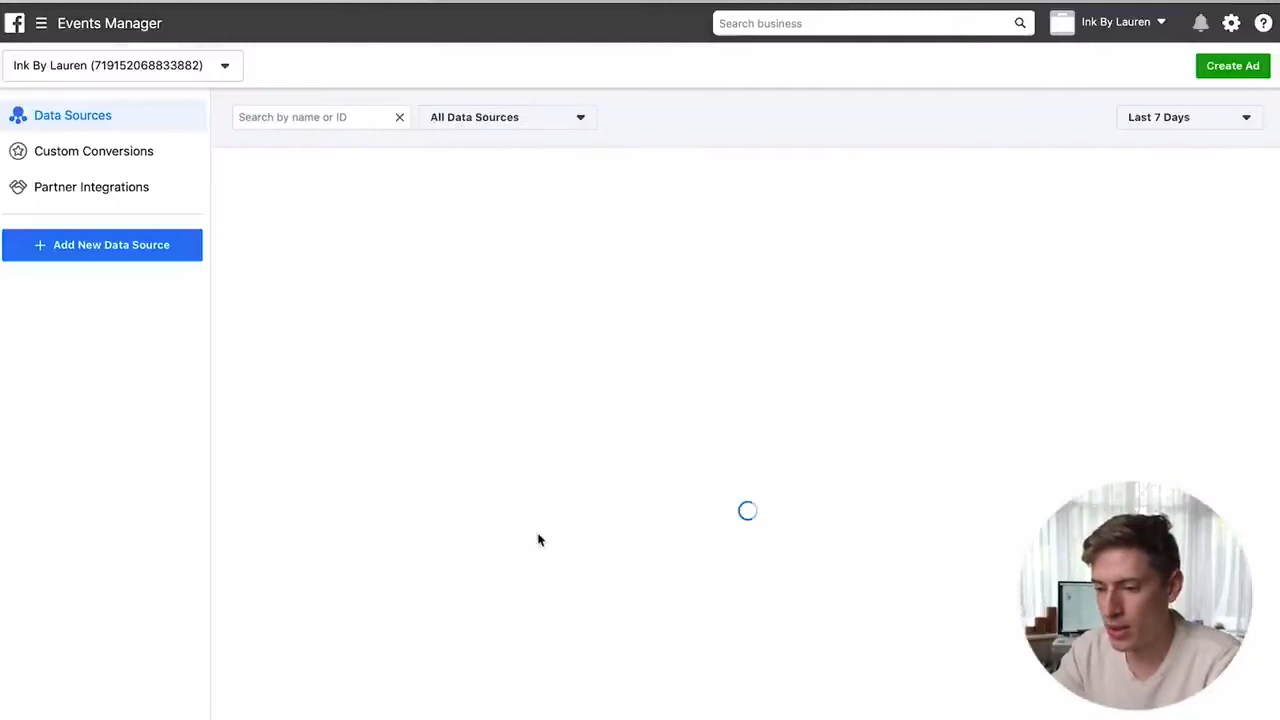 Events Manager
Search business
Ink By Lauren
Ink By Lauren (719152068833882)
Create Ad
Data Sources
Search by name or ID
All Data Sources
Last 7 Days
Custom Conversions
Partner Integrations
+ Add New Data Source